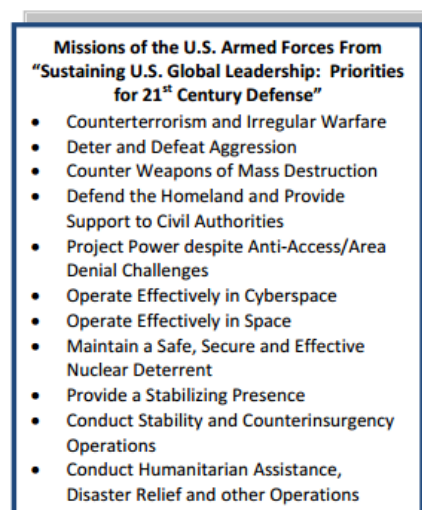 Missions of the U.S. Armed Forces From
“Sustaining U.S. Global Leadership: Priorities
for 21st Century Defense”
• Counterterrorism and Irregular Warfare
• Deter and Defeat Aggression
• Counter Weapons of Mass Destruction
• Defend the Homeland and Provide
Support to Civil Authorities
• Project Power despite Anti-Access/Area
Denial Challenges
• Operate Effectively in Cyberspace
• Operate Effectively in Space
• Maintain a Safe, Secure and Effective
Nuclear Deterrent
• Provide a Stabilizing Presence
• Conduct Stability and Counterinsurgency
Operations
• Conduct Humanitarian Assistance,
Disaster Relief and other Operations